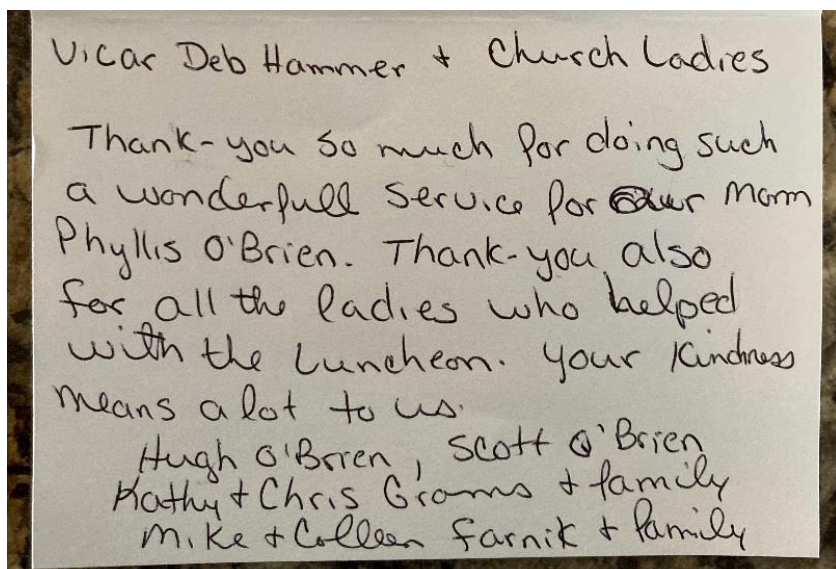 Vicar Deb Hammer + Church Ladies
Thank-you so much for doing such
a wonderfull service for our Mom
Phyllis O'Brien. Thank-you also
for all the ladies who helped
with the Luncheon. Your Kindness
means a lot to us.
Hugh O'Brien, Scott O'Brien
Kathy + Chris Grams + family
Mike + Colleen Farnik + family